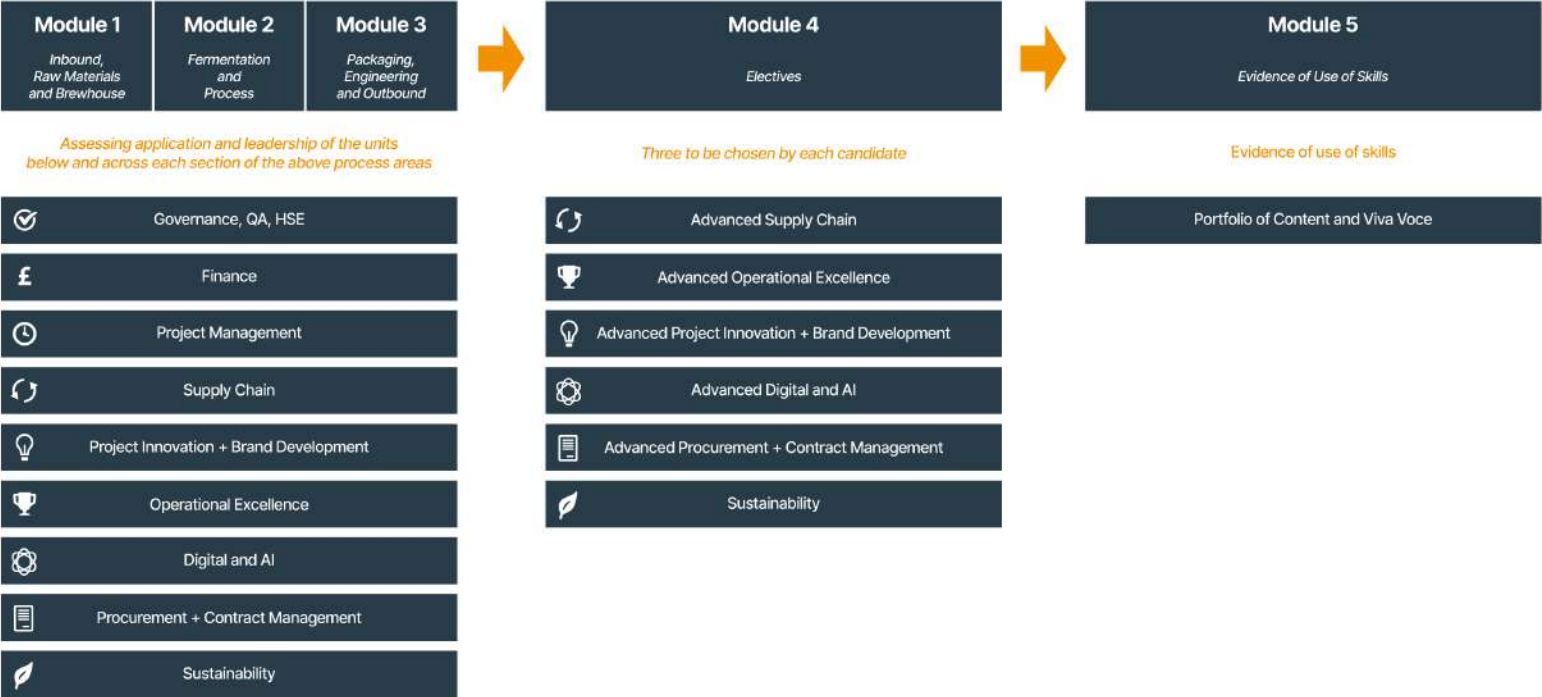 Module 1
Inbound,
Raw Materials
and Brewhouse
Module 2
Fermentation
and
Process
Module 3
Packaging,
Engineering
and Outbound
Assessing application and leadership of the units
below and across each section of the above process areas
Governance, QA, HSE
£
Finance
Project Management
Supply Chain
Project Innovation + Brand Development
Operational Excellence
Digital and AI
Procurement + Contract Management
Sustainability
Module 4
Electives
Three to be chosen by each candidate
Advanced Supply Chain
Advanced Operational Excellence
Advanced Project Innovation + Brand Development
Advanced Digital and AI
Advanced Procurement + Contract Management
Sustainability
Module 5
Evidence of Use of Skills
Evidence of use of skills
Portfolio of Content and Viva Voce